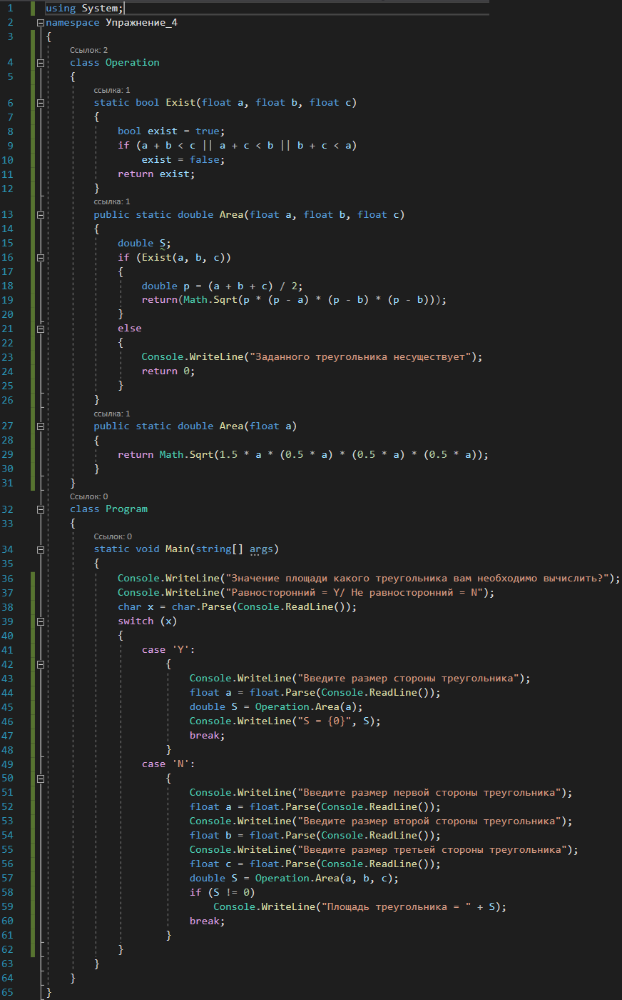 1 using System;
2 namespace Упражнение_4
3 {
Ссылок: 2
4 class Operation
5 {
ссылка: 1
6 static bool Exist(float a, float b, float c)
7 {
8 bool exist = true;
9 if (a + b < c || a + c < b || b + c < a)
10 exist = false;
11 return exist;
12 }
ссылка: 1
13 public static double Area(float a, float b, float c)
14 {
15 double S;
16 if (Exist(a, b, c))
17 {
18 double p = (a + b + c) / 2;
19 return(Math.Sqrt(p * (p - a) * (p - b) * (p - b)));
20 }
21 else
22 {
23 Console.WriteLine("Заданного треугольника несуществует");
24 return 0;
25 }
26 }
ссылка: 1
27 public static double Area(float a)
28 {
29 return Math.Sqrt(1.5 * a * (0.5 * a) * (0.5 * a) * (0.5 * a));
30 }
31 }
Ссылок: 0
32 class Program
33 {
Ссылок: 0
34 static void Main(string[] args)
35 {
36 Console.WriteLine("Значение площади какого треугольника вам необходимо вычислить?");
37 Console.WriteLine("Равносторонний = Y/ Не равносторонний = N");
38 char x = char.Parse(Console.ReadLine());
39 switch (x)
40 {
41 case 'Y':
42 {
43 Console.WriteLine("Введите размер стороны треугольника");
44 float a = float.Parse(Console.ReadLine());
45 double S = Operation.Area(a);
46 Console.WriteLine("S = {0}", S);
47 break;
48 }
49 case 'N':
50 {
51 Console.WriteLine("Введите размер первой стороны треугольника");
52 float a = float.Parse(Console.ReadLine());
53 Console.WriteLine("Введите размер второй стороны треугольника");
54 float b = float.Parse(Console.ReadLine());
55 Console.WriteLine("Введите размер третьей стороны треугольника");
56 float c = float.Parse(Console.ReadLine());
57 double S = Operation.Area(a, b, c);
58 if (S != 0)
59 Console.WriteLine("Площадь треугольника = " + S);
60 break;
61 }
62 }
63 }
64 }
65 }